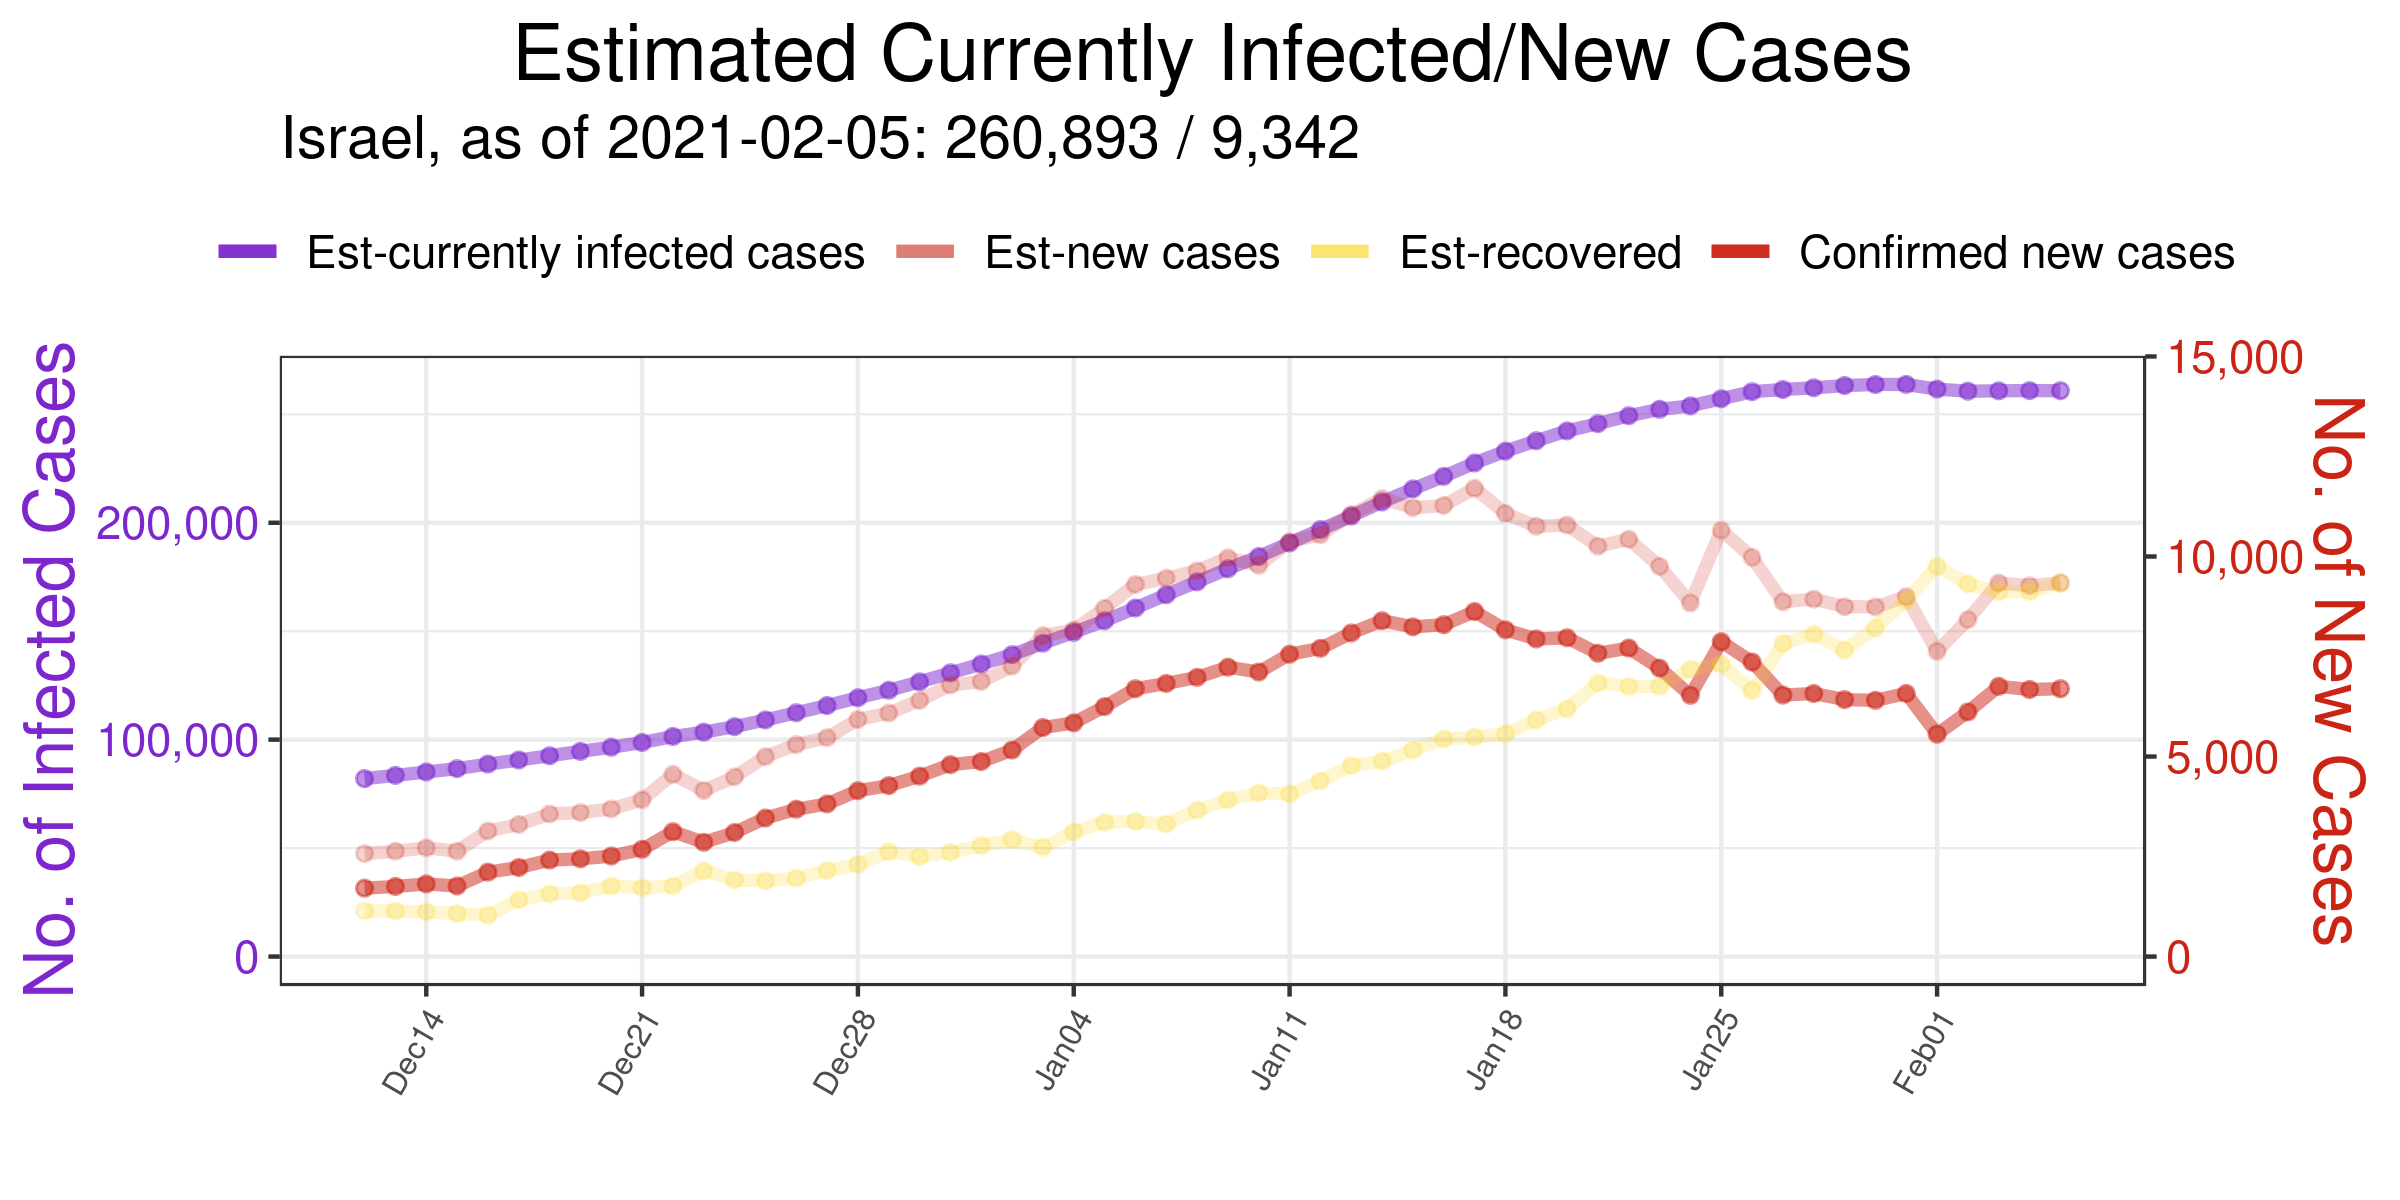 Estimated Currently Infected/New Cases
Israel, as of 2021-02-05: 260,893 / 9,342
Est-currently infected cases Est-new cases Est-recovered Confirmed new cases
No. of Infected Cases
200,000
100,000
0
15,000
10,000
5,000
0
No. of New Cases
Dec14 Dec21 Dec28 Jan04 Jan11 Jan18 Jan25 Feb01